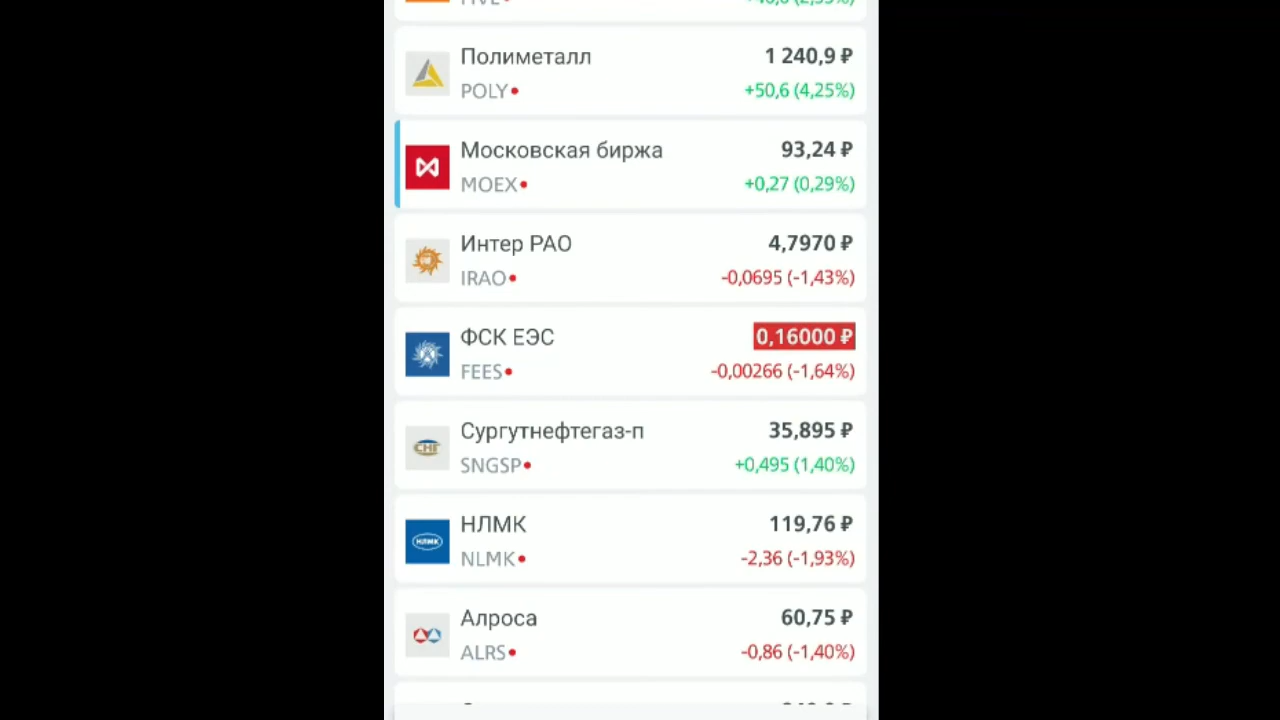 Полиметалл
1 240,9 ₽
POLY
+50,6 (4,25%)
Московская биржа
93,24 ₽
MOEX
+0,27 (0,29%)
Интер РАО
4,7970 ₽
IRAO
-0,0695 (-1,43%)
ФСК ЕЭС
0,16000 ₽
FEES
-0,00266 (-1,64%)
СНГ
Сургутнефтегаз-п
35,895 ₽
SNGSP
+0,495 (1,40%)
НЛМК
НЛМК
119,76 ₽
NLMK
-2,36 (-1,93%)
Алроса
60,75 ₽
ALRS
-0,86 (-1,40%)